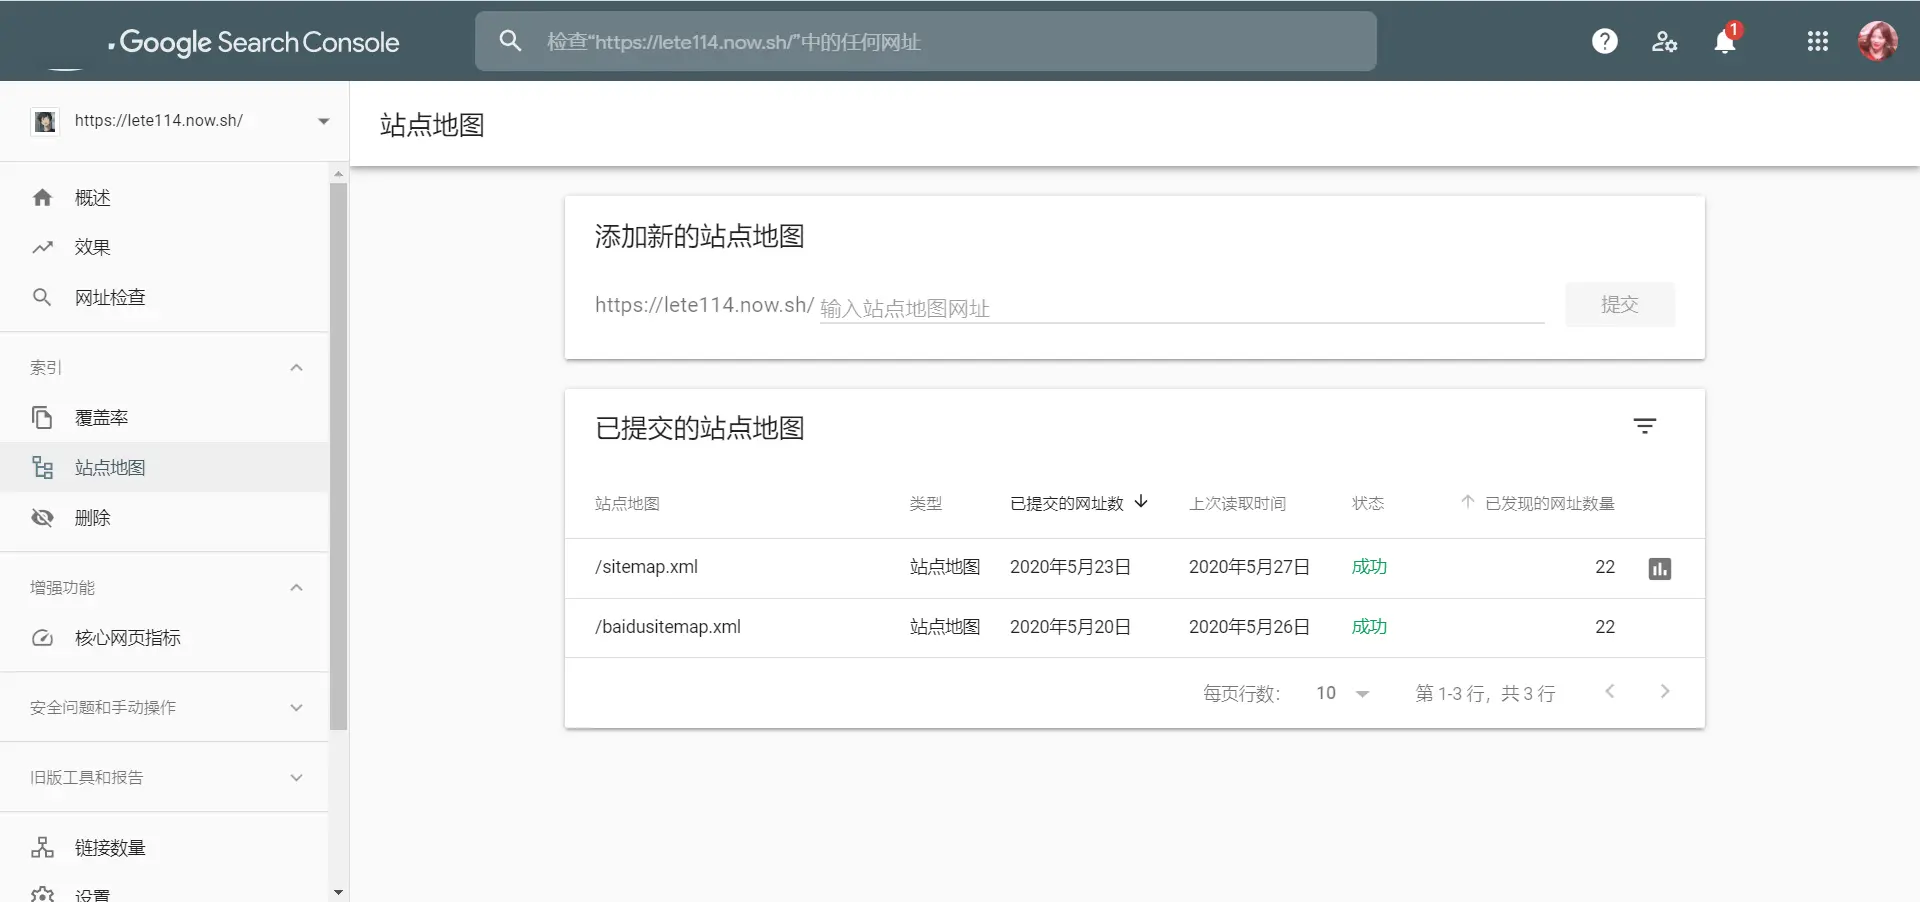 Google Search Console
检查“https://lete114.now.sh/”中的任何网址
1
https://lete114.now.sh/
站点地图
概述
效果
网址检查
索引
覆盖率
站点地图
删除
增强功能
核心网页指标
安全问题和手动操作
旧版工具和报告
链接数量
设置
添加新的站点地图
https://lete114.now.sh/ 输入站点地图网址 提交
已提交的站点地图
站点地图 类型 已提交的网址数 上次读取时间 状态 已发现的网址数量
/sitemap.xml 站点地图 2020年5月23日 2020年5月27日 成功 22
/baidusitemap.xml 站点地图 2020年5月20日 2020年5月26日 成功 22
每页行数： 10 第 1-3 行，共 3 行